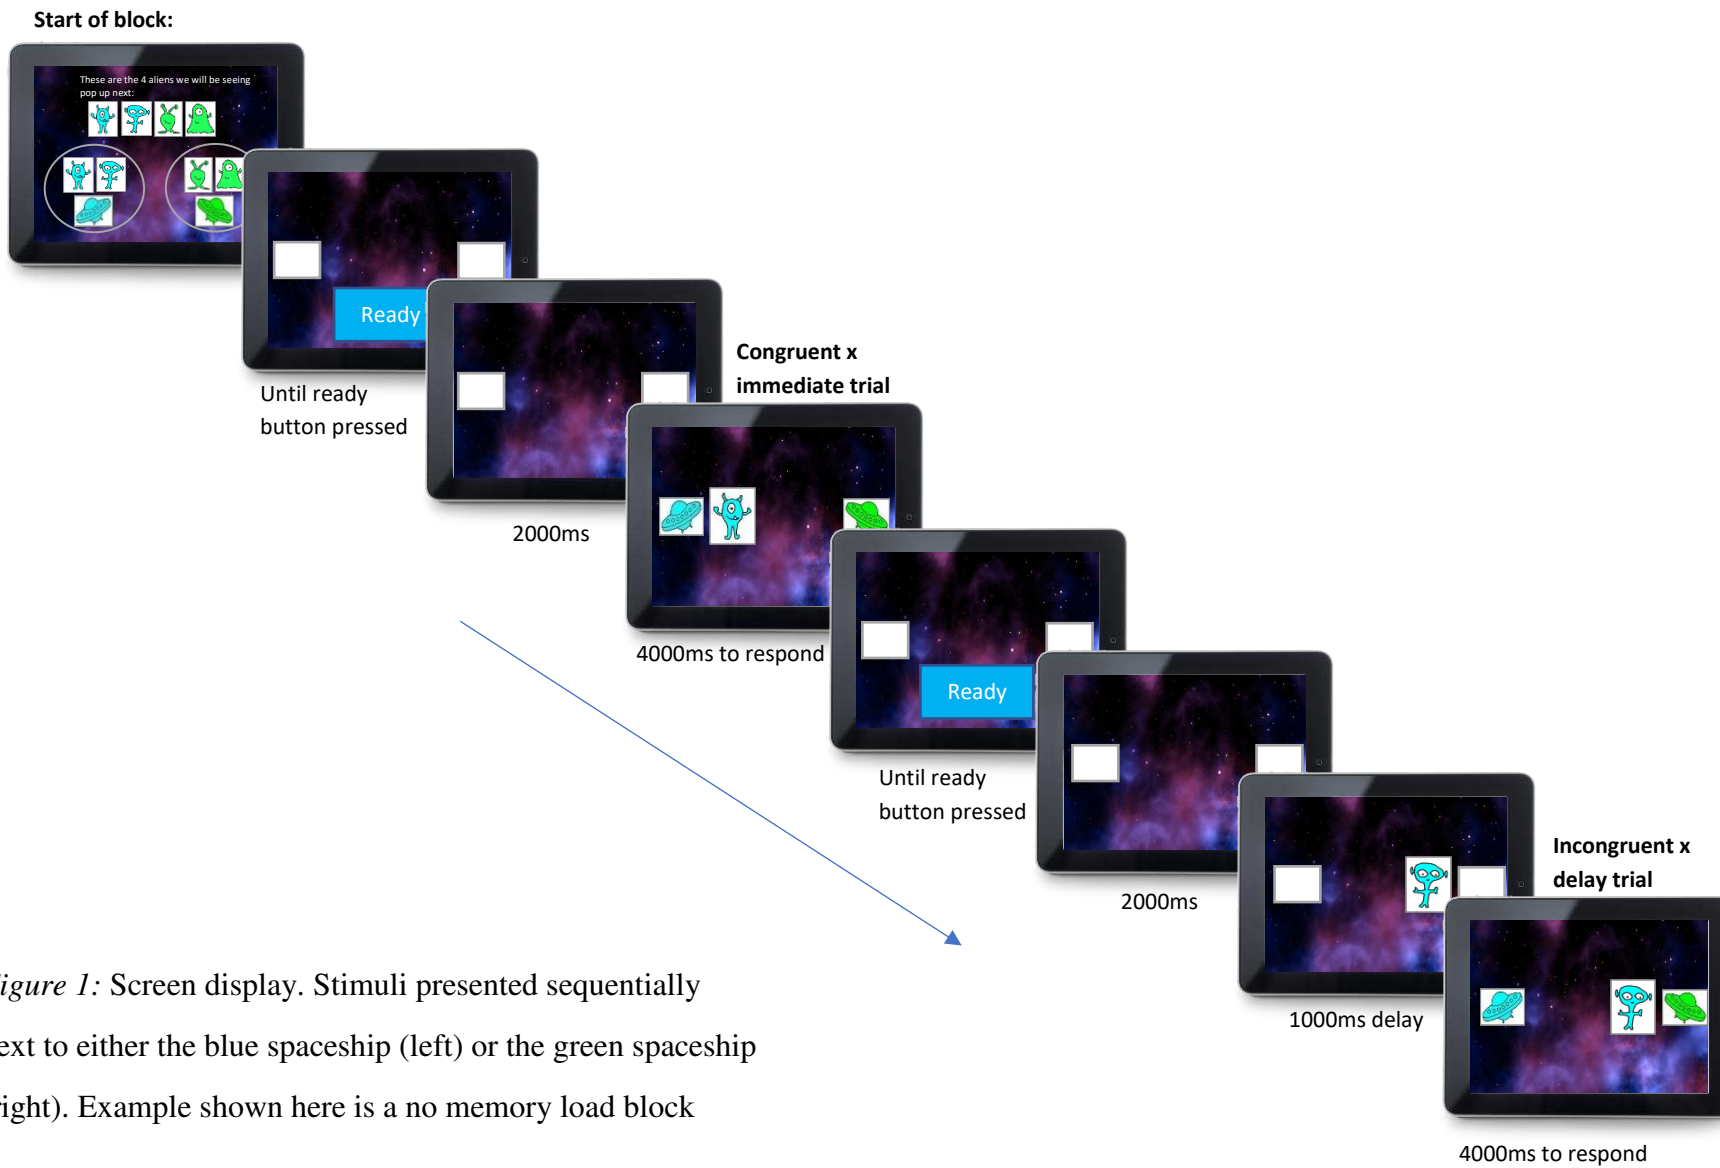 Start of block:
These are the 4 aliens we will be seeing
pop up next:
Ready
Until ready
button pressed
2000ms
Congruent x
immediate trial
4000ms to respond
Ready
Until ready
button pressed
2000ms
1000ms delay
Incongruent x
delay trial
4000ms to respond
igure 1: Screen display. Stimuli presented sequentially
ext to either the blue spaceship (left) or the green spaceship
right). Example shown here is a no memory load block